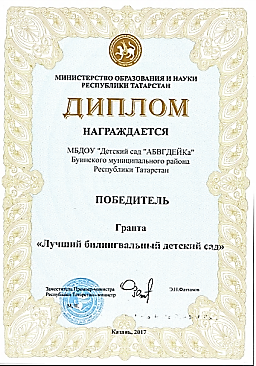 МИНИСТЕРСТВО ОБРАЗОВАНИЯ И НАУКИ
РЕСПУБЛИКИ ТАТАРСТАН
ДИПЛОМ
НАГРАЖДАЕТСЯ
МБДОУ "Детский сад "АБВГДЕЙКа"
Буинского муниципального района
Республики Татарстан
ПОБЕДИТЕЛЬ
Гранта
«Лучший билингвальный детский сад»
Заместитель Премьер-министра
Республики Татарстан-министр
Э.Н.Фаттахов
Казань, 2017